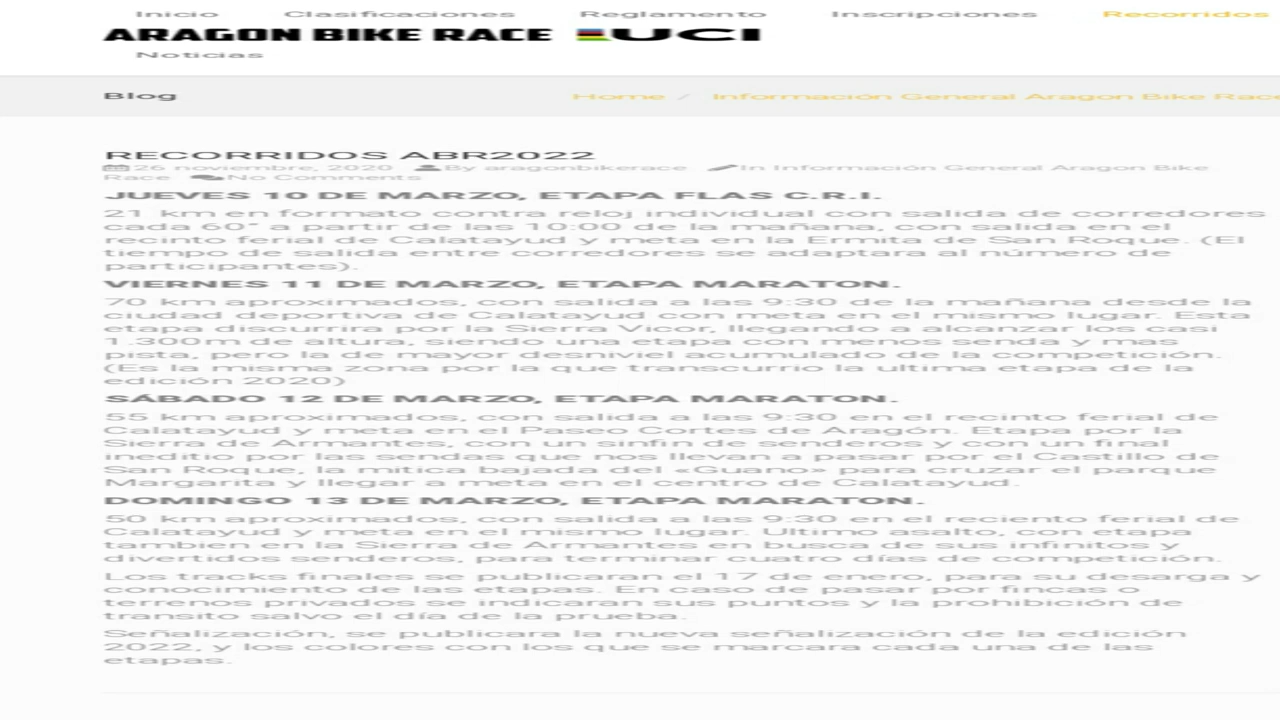 Inicio Clasificaciones Reglamento Inscripciones Recorridos
ARAGON BIKE RACE UCI
Noticias
Blog Home / Información General Aragon Bike Race
RECORRIDOS ABR2022
26 noviembre, 2020 By aragonbikerace In Información General Aragon Bike
Race No Comments
JUEVES 10 DE MARZO, ETAPA FLAS C.R.I.
21 km en formato contra reloj individual con salida de corredores
cada 60" a partir de las 10:00 de la mañana, con salida en el
recinto ferial de Calatayud y meta en la Ermita de San Roque. (El
tiempo de salida entre corredores se adaptara al número de
participantes).
VIERNES 11 DE MARZO, ETAPA MARATON.
70 km aproximados, con salida a las 9:30 de la mañana desde la
ciudad deportiva de Calatayud con meta en el mismo lugar. Esta
etapa discurrira por la Sierra Vicor, llegando a alcanzar los casi
1.300m de altura, siendo una etapa con menos senda y mas
pista, pero la de mayor desnivel acumulado de la competición.
(Es la misma zona por la que transcurrio la ultima etapa de la
edición 2020)
SÁBADO 12 DE MARZO, ETAPA MARATON.
55 km aproximados, con salida a las 9:30 en el recinto ferial de
Calatayud y meta en el Paseo Cortes de Aragón. Etapa por la
Sierra de Armantes, con un sinfin de senderos y con un final
ineditio por las sendas que nos llevan a pasar por el Castillo de
San Roque, la mitica bajada del «Guano» para cruzar el parque
Margarita y llegar a meta en el centro de Calatayud.
DOMINGO 13 DE MARZO, ETAPA MARATON.
50 km aproximados, con salida a las 9:30 en el reciento ferial de
Calatayud y meta en el mismo lugar. Ultimo asalto, con etapa
tambien en la Sierra de Armantes en busca de sus infinitos y
divertidos senderos, para terminar cuatro días de competición.
Los tracks finales se publicaran el 17 de enero, para su desarga y
conocimiento de las etapas. En caso de pasar por fincas o
terrenos privados se indicaran sus puntos y la prohibición de
transito salvo el día de la prueba.
Señalización, se publicara la nueva señalización de la edición
2022, y los colores con los que se marcara cada una de las
etapas.